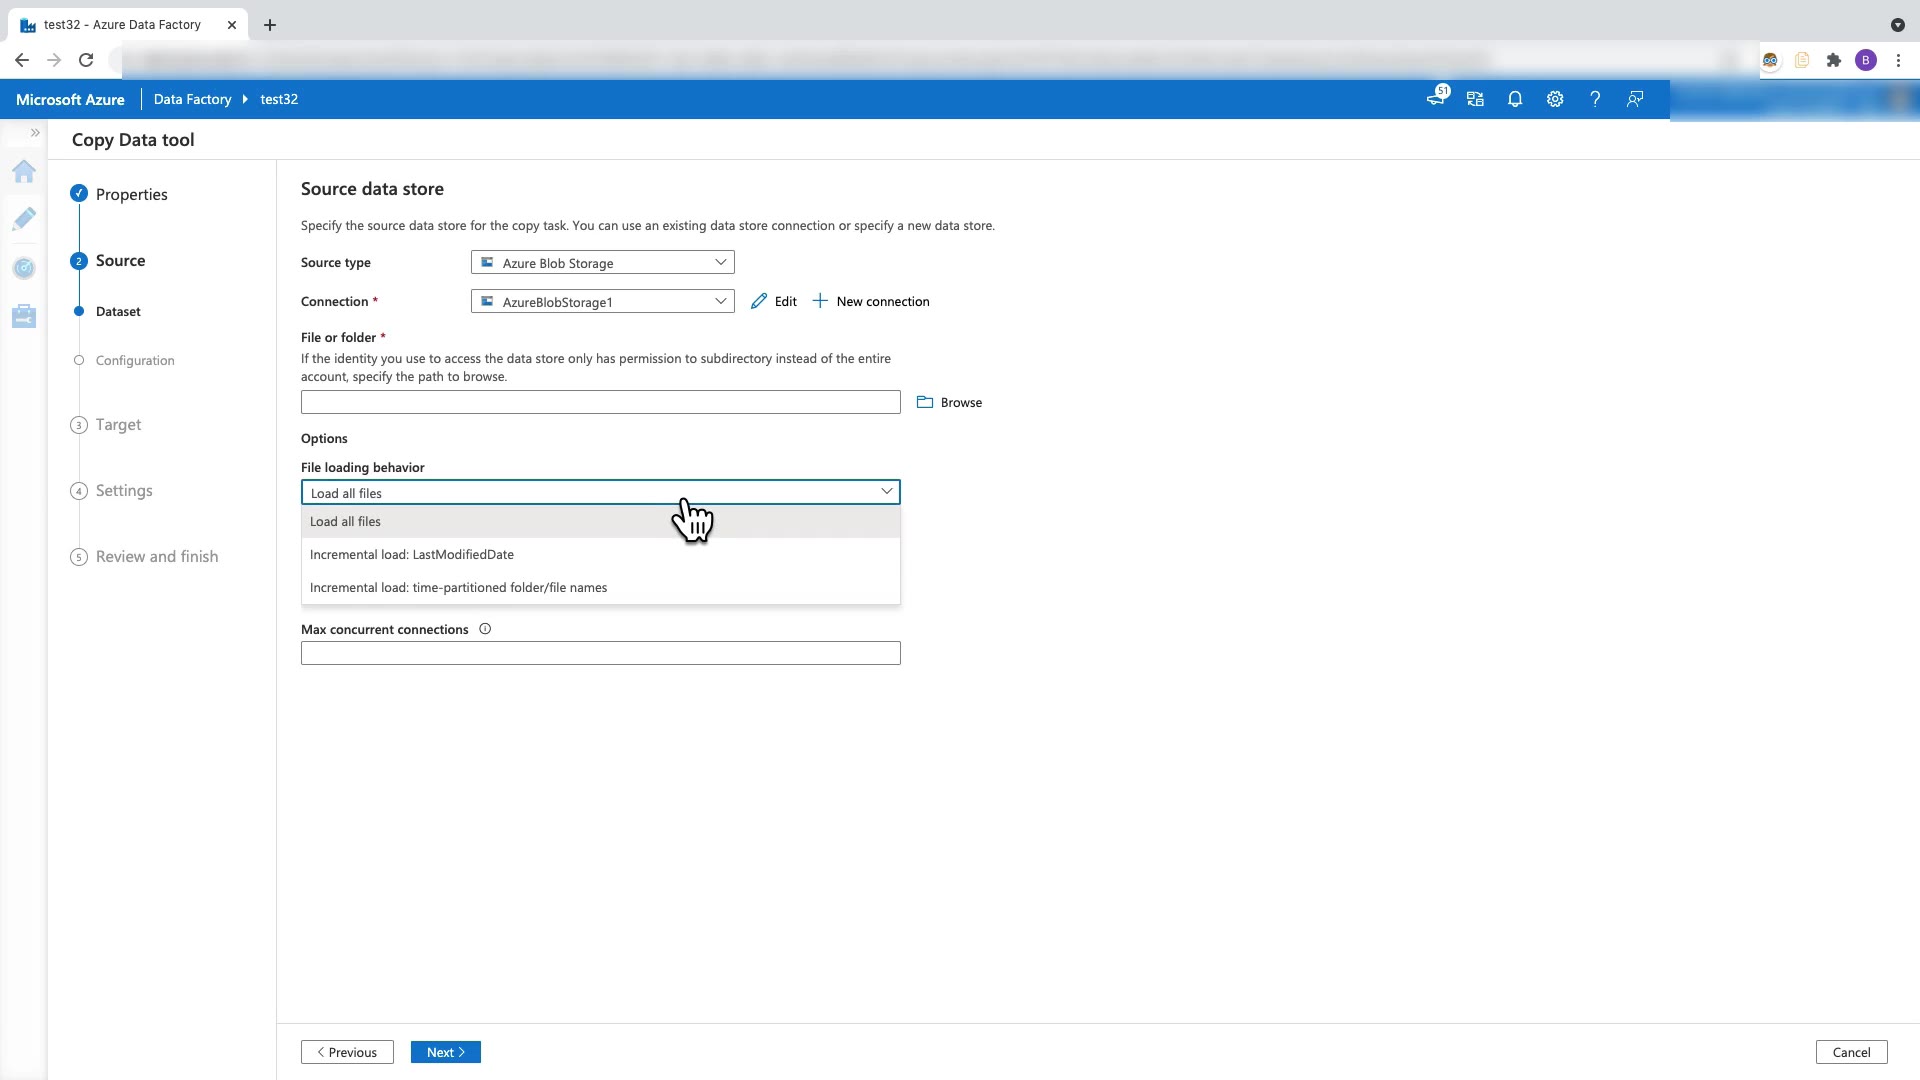 test32 - Azure Data Factory
B
Microsoft Azure
Data Factory
test32
51
Copy Data tool
Properties
2 Source
Dataset
Configuration
3 Target
4 Settings
5 Review and finish
Source data store
Specify the source data store for the copy task. You can use an existing data store connection or specify a new data store.
Source type
Azure Blob Storage
Connection *
AzureBlobStorage1
Edit
New connection
File or folder *
If the identity you use to access the data store only has permission to subdirectory instead of the entire
account, specify the path to browse.
Browse
Options
File loading behavior
Load all files
Load all files
Incremental load: LastModifiedDate
Incremental load: time-partitioned folder/file names
Max concurrent connections
Previous
Next
Cancel